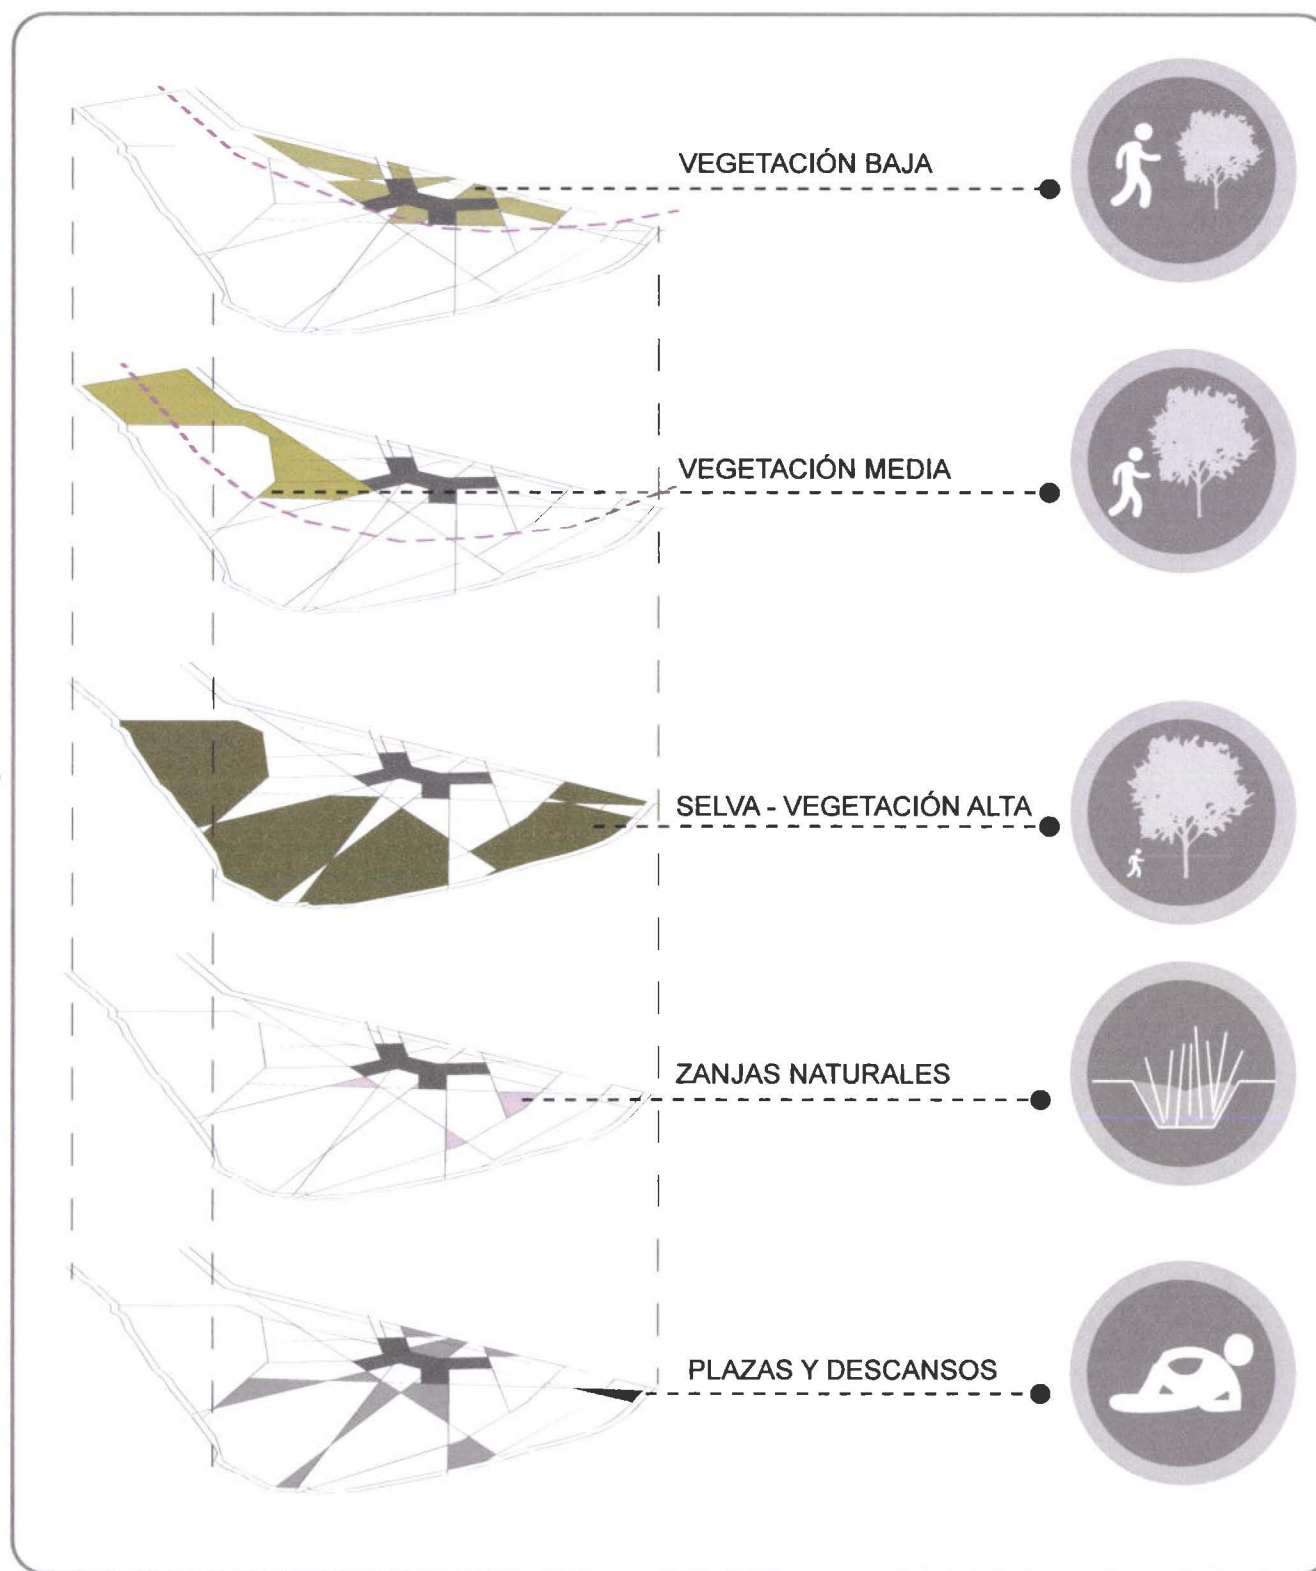 VEGETACIÓN BAJA
VEGETACIÓN MEDIA
SELVA - VEGETACIÓN ALTA
ZANJAS NATURALES
PLAZAS Y DESCANSOS